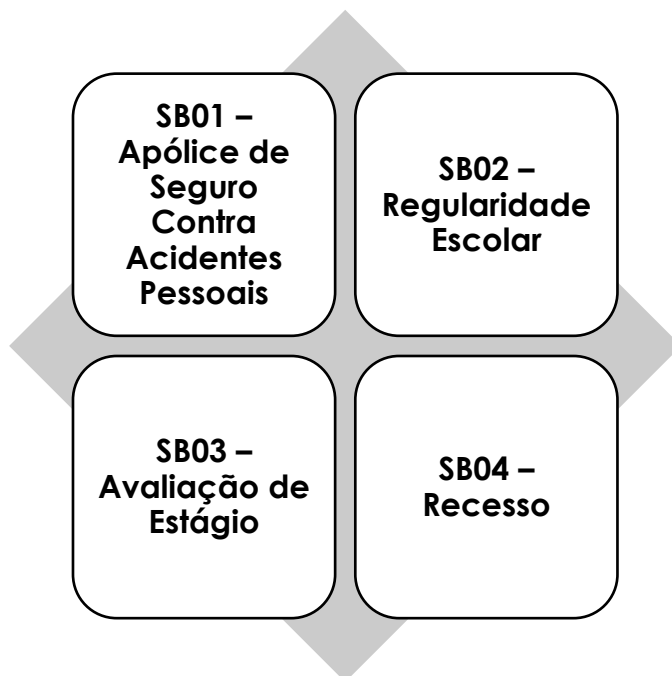 SB01 –
Apólice de
Seguro
Contra
Acidentes
Pessoais
SB02 –
Regularidade
Escolar
SB03 –
Avaliação de
Estágio
SB04 –
Recesso